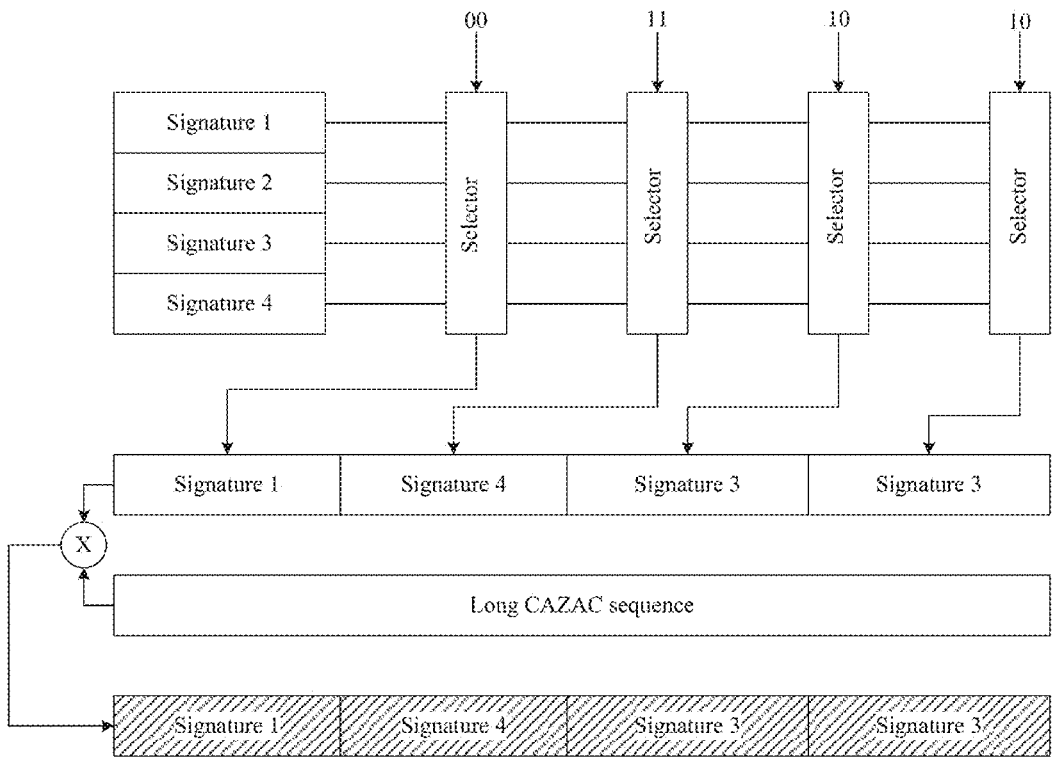 00 11 10 10
Signature 1
Signature 2
Signature 3
Signature 4
Selector
Selector
Selector
Selector
Signature 1 Signature 4 Signature 3 Signature 3
X
Long CAZAC sequence
Signature 1 Signature 4 Signature 3 Signature 3